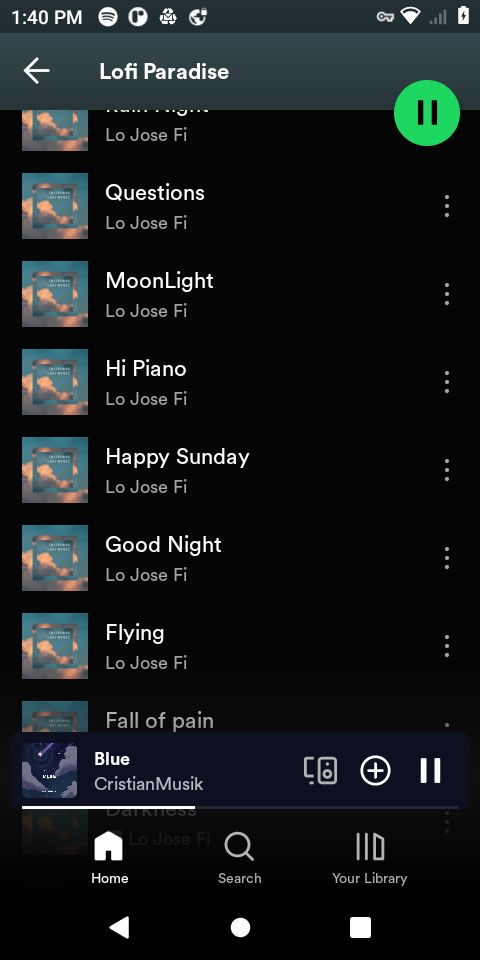 1:40 PM
Lofi Paradise
Rain Night
Lo Jose Fi
Questions
Lo Jose Fi
MoonLight
Lo Jose Fi
Hi Piano
Lo Jose Fi
Happy Sunday
Lo Jose Fi
Good Night
Lo Jose Fi
Flying
Lo Jose Fi
Fall of pain
Blue
CristianMusik
Darkness
Lo Jose Fi
Home
Search
Your Library